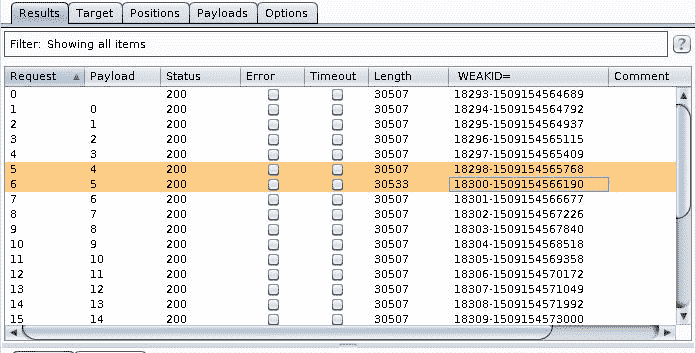 Results Target Positions Payloads Options
Filter: Showing all items ?
Request Payload Status Error Timeout Length WEAKID= Comment
0 200 30507 18293-1509154564689
1 0 200 30507 18294-1509154564792
2 1 200 30507 18295-1509154564937
3 2 200 30507 18296-1509154565115
4 3 200 30507 18297-1509154565409
5 4 200 30507 18298-1509154565768
6 5 200 30533 18300-1509154566190
7 6 200 30507 18301-1509154566677
8 7 200 30507 18302-1509154567226
9 8 200 30507 18303-1509154567840
10 9 200 30507 18304-1509154568518
11 10 200 30507 18305-1509154569358
12 11 200 30507 18306-1509154570172
13 12 200 30507 18307-1509154571049
14 13 200 30507 18308-1509154571992
15 14 200 30507 18309-1509154573000